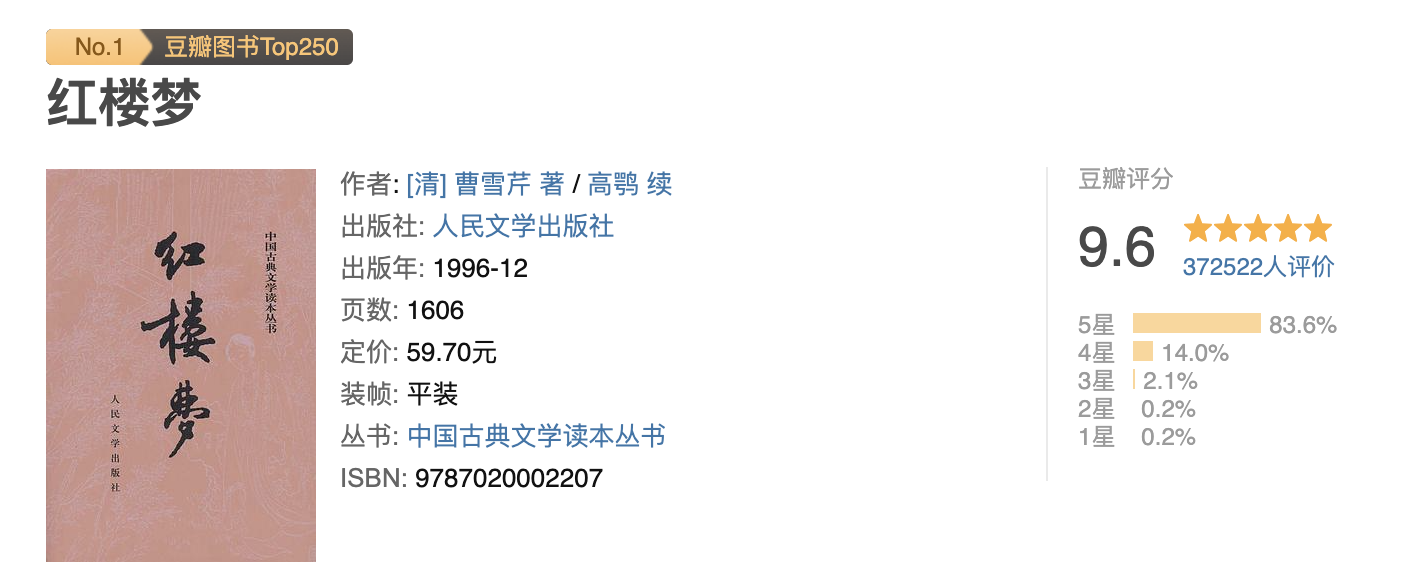 No.1 豆瓣图书Top250
红楼梦
红楼梦
中国古典文学读本丛书
人民文学出版社
作者: [清] 曹雪芹 著 / 高鹗 续
出版社: 人民文学出版社
出版年: 1996-12
页数: 1606
定价: 59.70元
装帧: 平装
丛书: 中国古典文学读本丛书
ISBN: 9787020002207
豆瓣评分
9.6
372522人评价
5星 83.6%
4星 14.0%
3星 2.1%
2星 0.2%
1星 0.2%